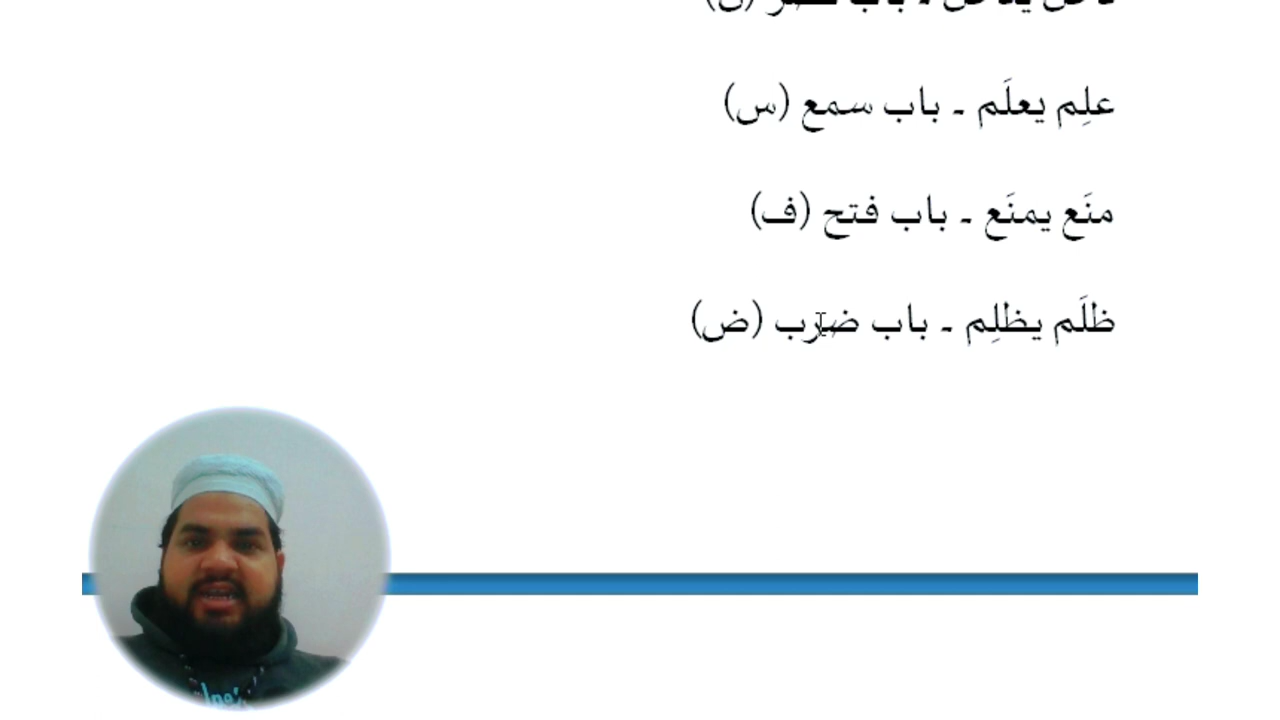 علِم يعلَم ۔ باب سمع (س)
منَع يمنَع ۔ باب فتح (ف)
ظلَم يظلِم ۔ باب ضرب (ض)